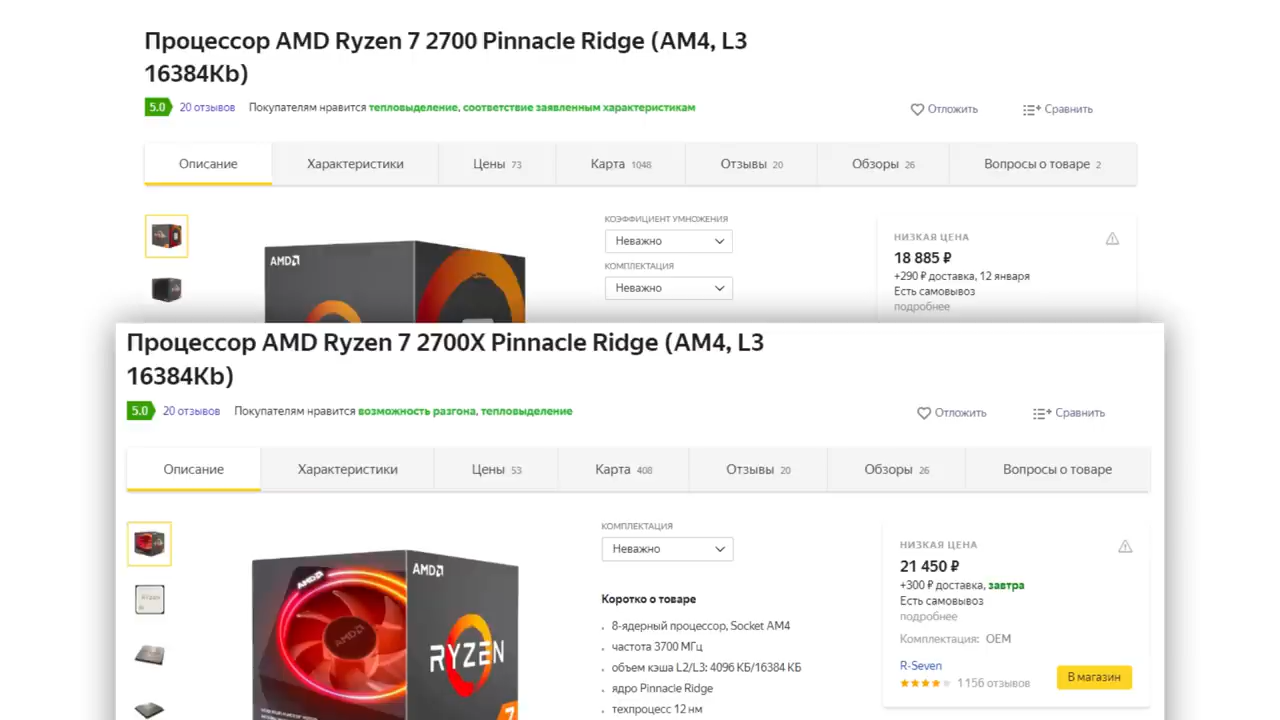 Процессор AMD Ryzen 7 2700 Pinnacle Ridge (AM4, L3
16384Kb)
5.0 20 отзывов Покупателям нравится тепловыделение, соответствие заявленным характеристикам
Отложить Сравнить
Описание Характеристики Цены 73 Карта 1048 Отзывы 20 Обзоры 26 Вопросы о товаре 2
КОЭФФИЦИЕНТ УМНОЖЕНИЯ
Неважно
КОМПЛЕКТАЦИЯ
Неважно
AMD
НИЗКАЯ ЦЕНА
18 885 ₽
+290 ₽ доставка, 12 января
Есть самовывоз
подробнее
Процессор AMD Ryzen 7 2700X Pinnacle Ridge (AM4, L3
16384Kb)
5.0 20 отзывов Покупателям нравится возможность разгона, тепловыделение
Отложить Сравнить
Описание Характеристики Цены 53 Карта 408 Отзывы 20 Обзоры 26 Вопросы о товаре
AMD
AMD
AMD
RYZEN
7
КОМПЛЕКТАЦИЯ
Неважно
Коротко о товаре
8-ядерный процессор, Socket AM4
частота 3700 МГц
объем кэша L2/L3: 4096 КБ/16384 КБ
ядро Pinnacle Ridge
техпроцесс 12 нм
НИЗКАЯ ЦЕНА
21 450 ₽
+300 ₽ доставка, завтра
Есть самовывоз
подробнее
Комплектация: OEM
R-Seven
1 156 отзывов
В магазин